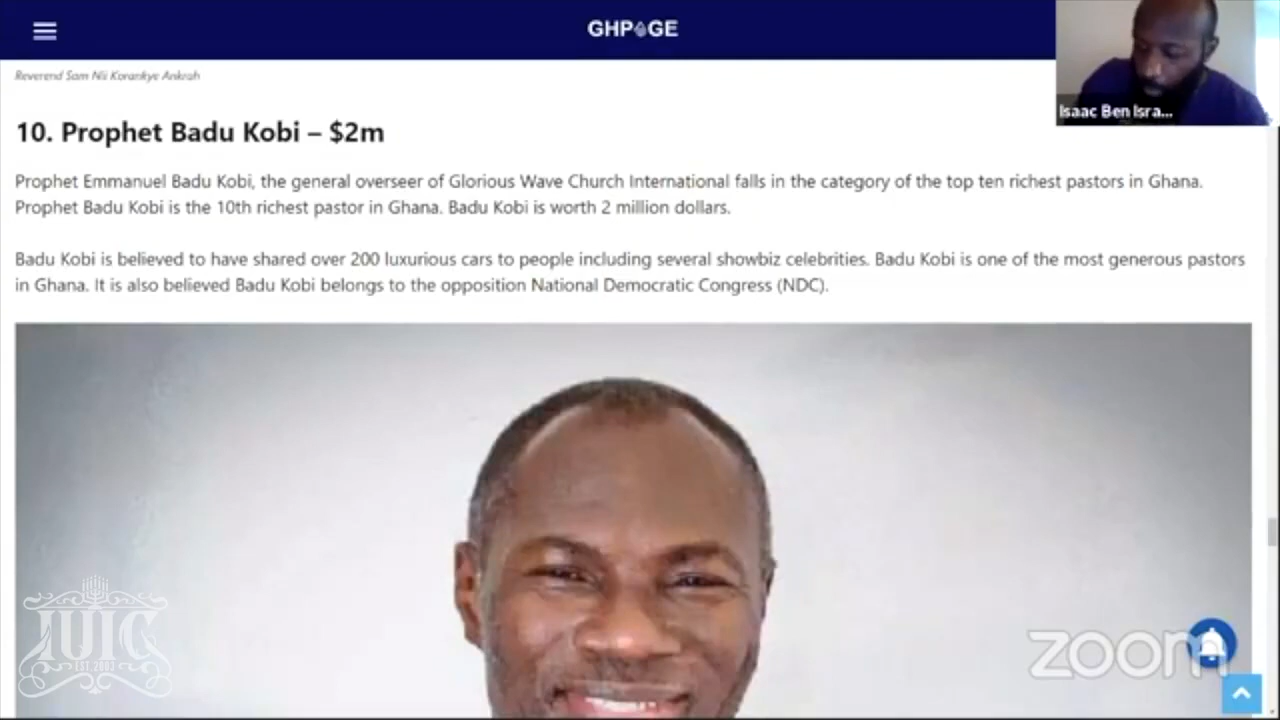 GHPAGE
Reverend Sam Nii Korankye Ankrah
Isaac Ben Isra...
10. Prophet Badu Kobi – $2m
Prophet Emmanuel Badu Kobi, the general overseer of Glorious Wave Church International falls in the category of the top ten richest pastors in Ghana.
Prophet Badu Kobi is the 10th richest pastor in Ghana. Badu Kobi is worth 2 million dollars.
Badu Kobi is believed to have shared over 200 luxurious cars to people including several showbiz celebrities. Badu Kobi is one of the most generous pastors
in Ghana. It is also believed Badu Kobi belongs to the opposition National Democratic Congress (NDC).
IUIC
EST. 2003
zoom